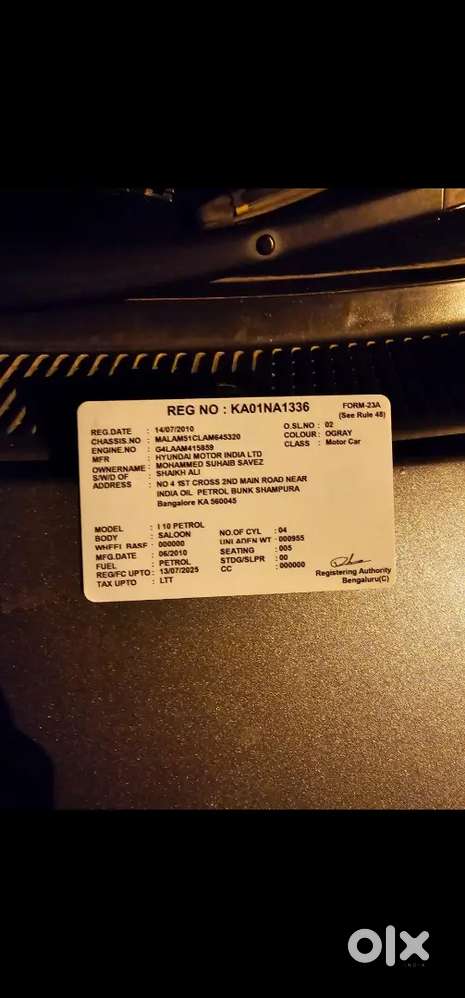 REG NO : KA01NA1336
FORM-23A
(See Rule 48)
REG.DATE : 14/07/2010
O.SL.NO : 02
CHASSIS.NO : MALAM51CLAM645320
COLOUR : OGRAY
ENGINE.NO : G4LAAM415859
CLASS : Motor Car
MFR : HYUNDAI MOTOR INDIA LTD
OWNERNAME : MOHAMMED SUHAIB SAVEZ
S/W/D OF : SHAIKH ALI
ADDRESS : NO 4 1ST CROSS 2ND MAIN ROAD NEAR
INDIA OIL PETROL BUNK SHAMPURA
Bangalore KA 560045
MODEL : I 10 PETROL
BODY : SALOON
NO.OF CYL : 04
WHEEL BASE : 000000
UNLADEN WT : 000955
MFG.DATE : 06/2010
SEATING : 005
FUEL : PETROL
STDG/SLPR : 00
REG/FC UPTO : 13/07/2025
CC : 000000
TAX UPTO : LTT
Registering Authority
Bengaluru(C)
olx
INDIA